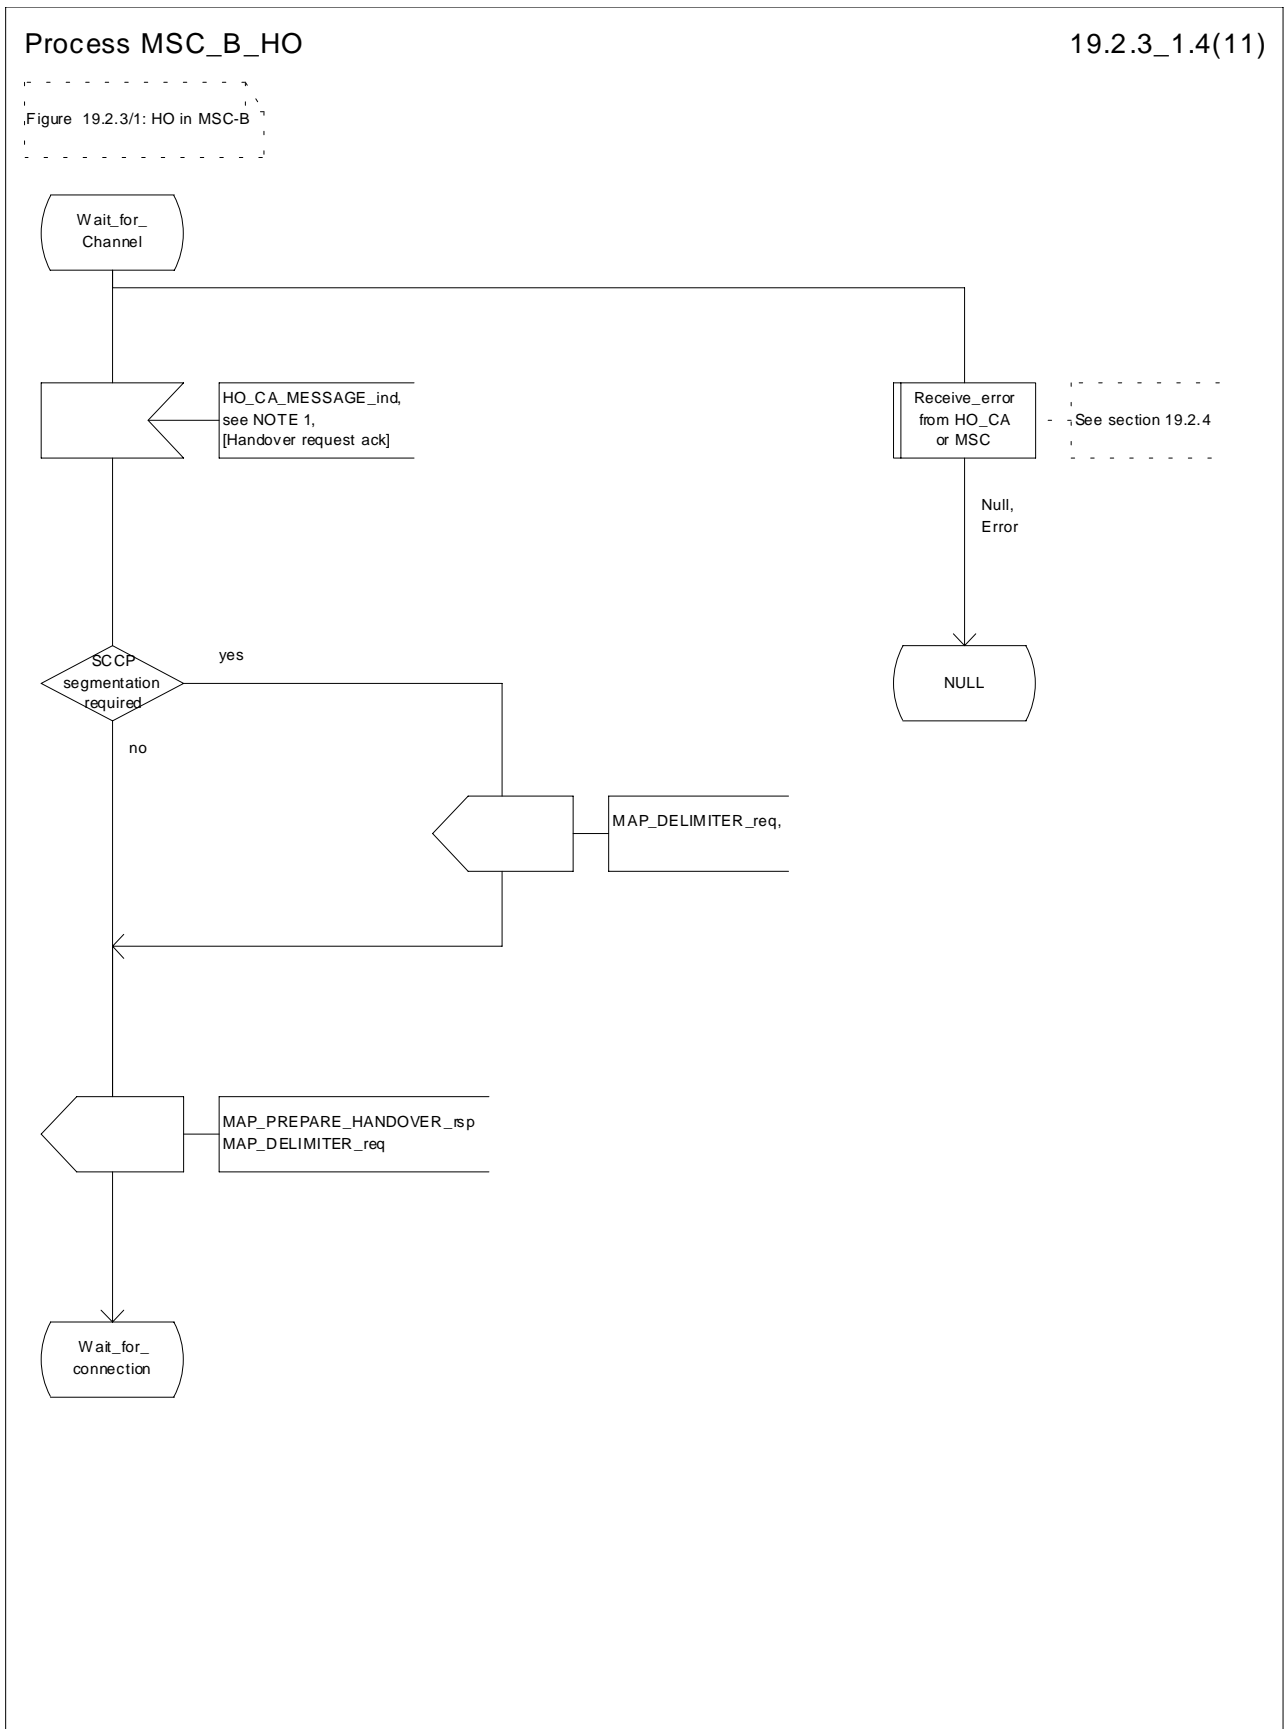 Process MSC_B_HO
19.2.3_1.4(11)
Figure 19.2.3/1: HO in MSC-B
Wait_for_
Channel
HO_CA_MESSAGE_ind,
see NOTE 1,
[Handover request ack]
Receive_error
from HO_CA
or MSC
See section 19.2.4
Null,
Error
SCCP
segmentation
required
yes
NULL
no
MAP_DELIMITER_req,
MAP_PREPARE_HANDOVER_rsp
MAP_DELIMITER_req
Wait_for_
connection